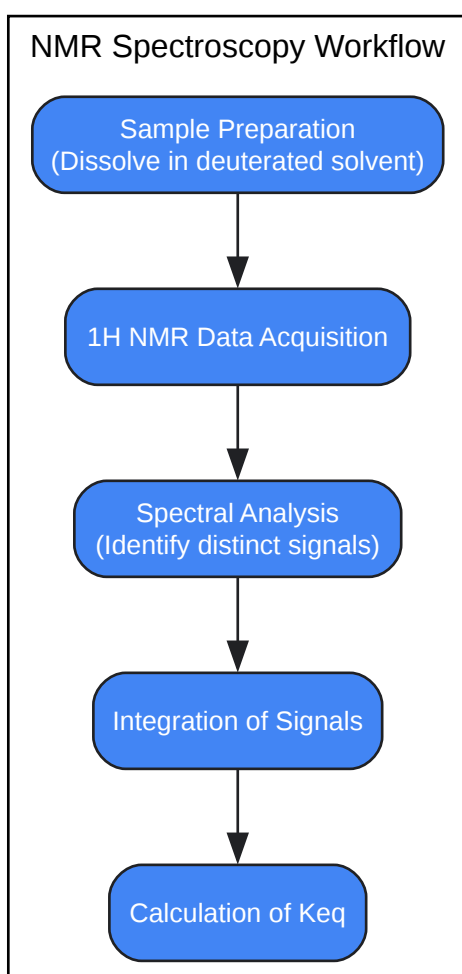 NMR Spectroscopy Workflow
Sample Preparation
(Dissolve in deuterated solvent)
1H NMR Data Acquisition
Spectral Analysis
(Identify distinct signals)
Integration of Signals
Calculation of Keq